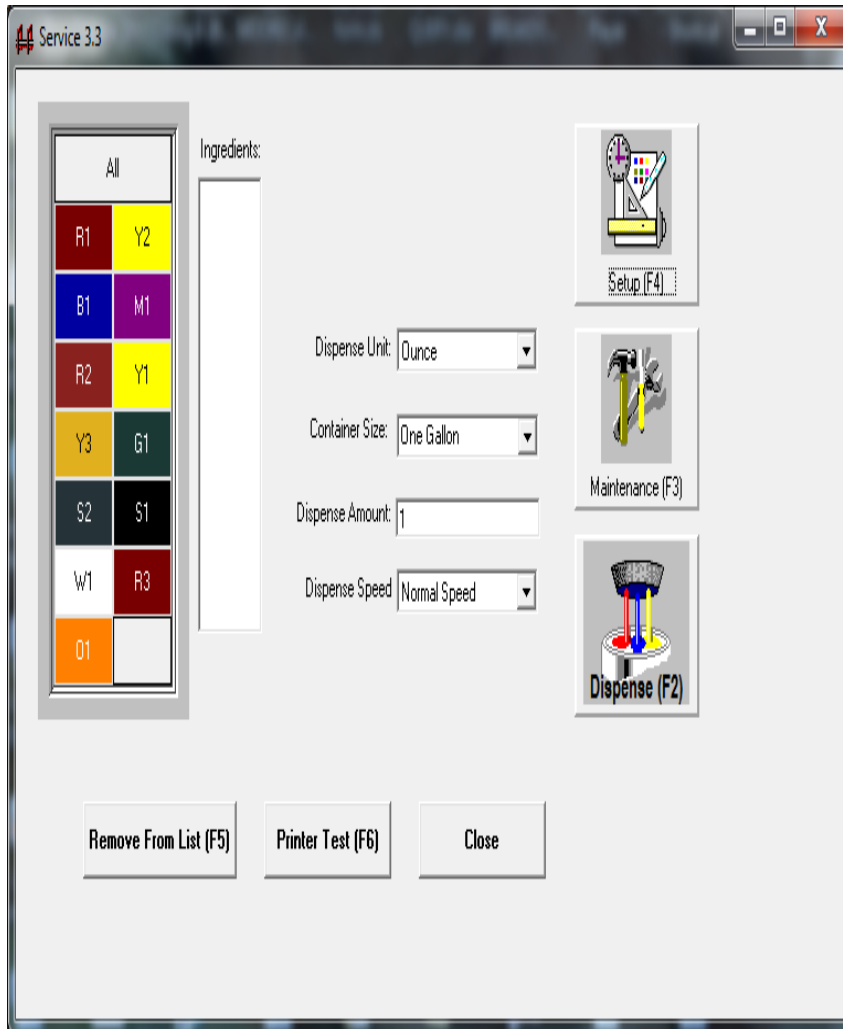 Service 3.3
All
R1 Y2
B1 M1
R2 Y1
Y3 G1
S2 S1
W1 R3
O1
Ingredients:
Dispense Unit: Ounce
Container Size: One Gallon
Dispense Amount: 1
Dispense Speed Normal Speed
Setup (F4)
Maintenance (F3)
Dispense (F2)
Remove From List (F5) Printer Test (F6) Close